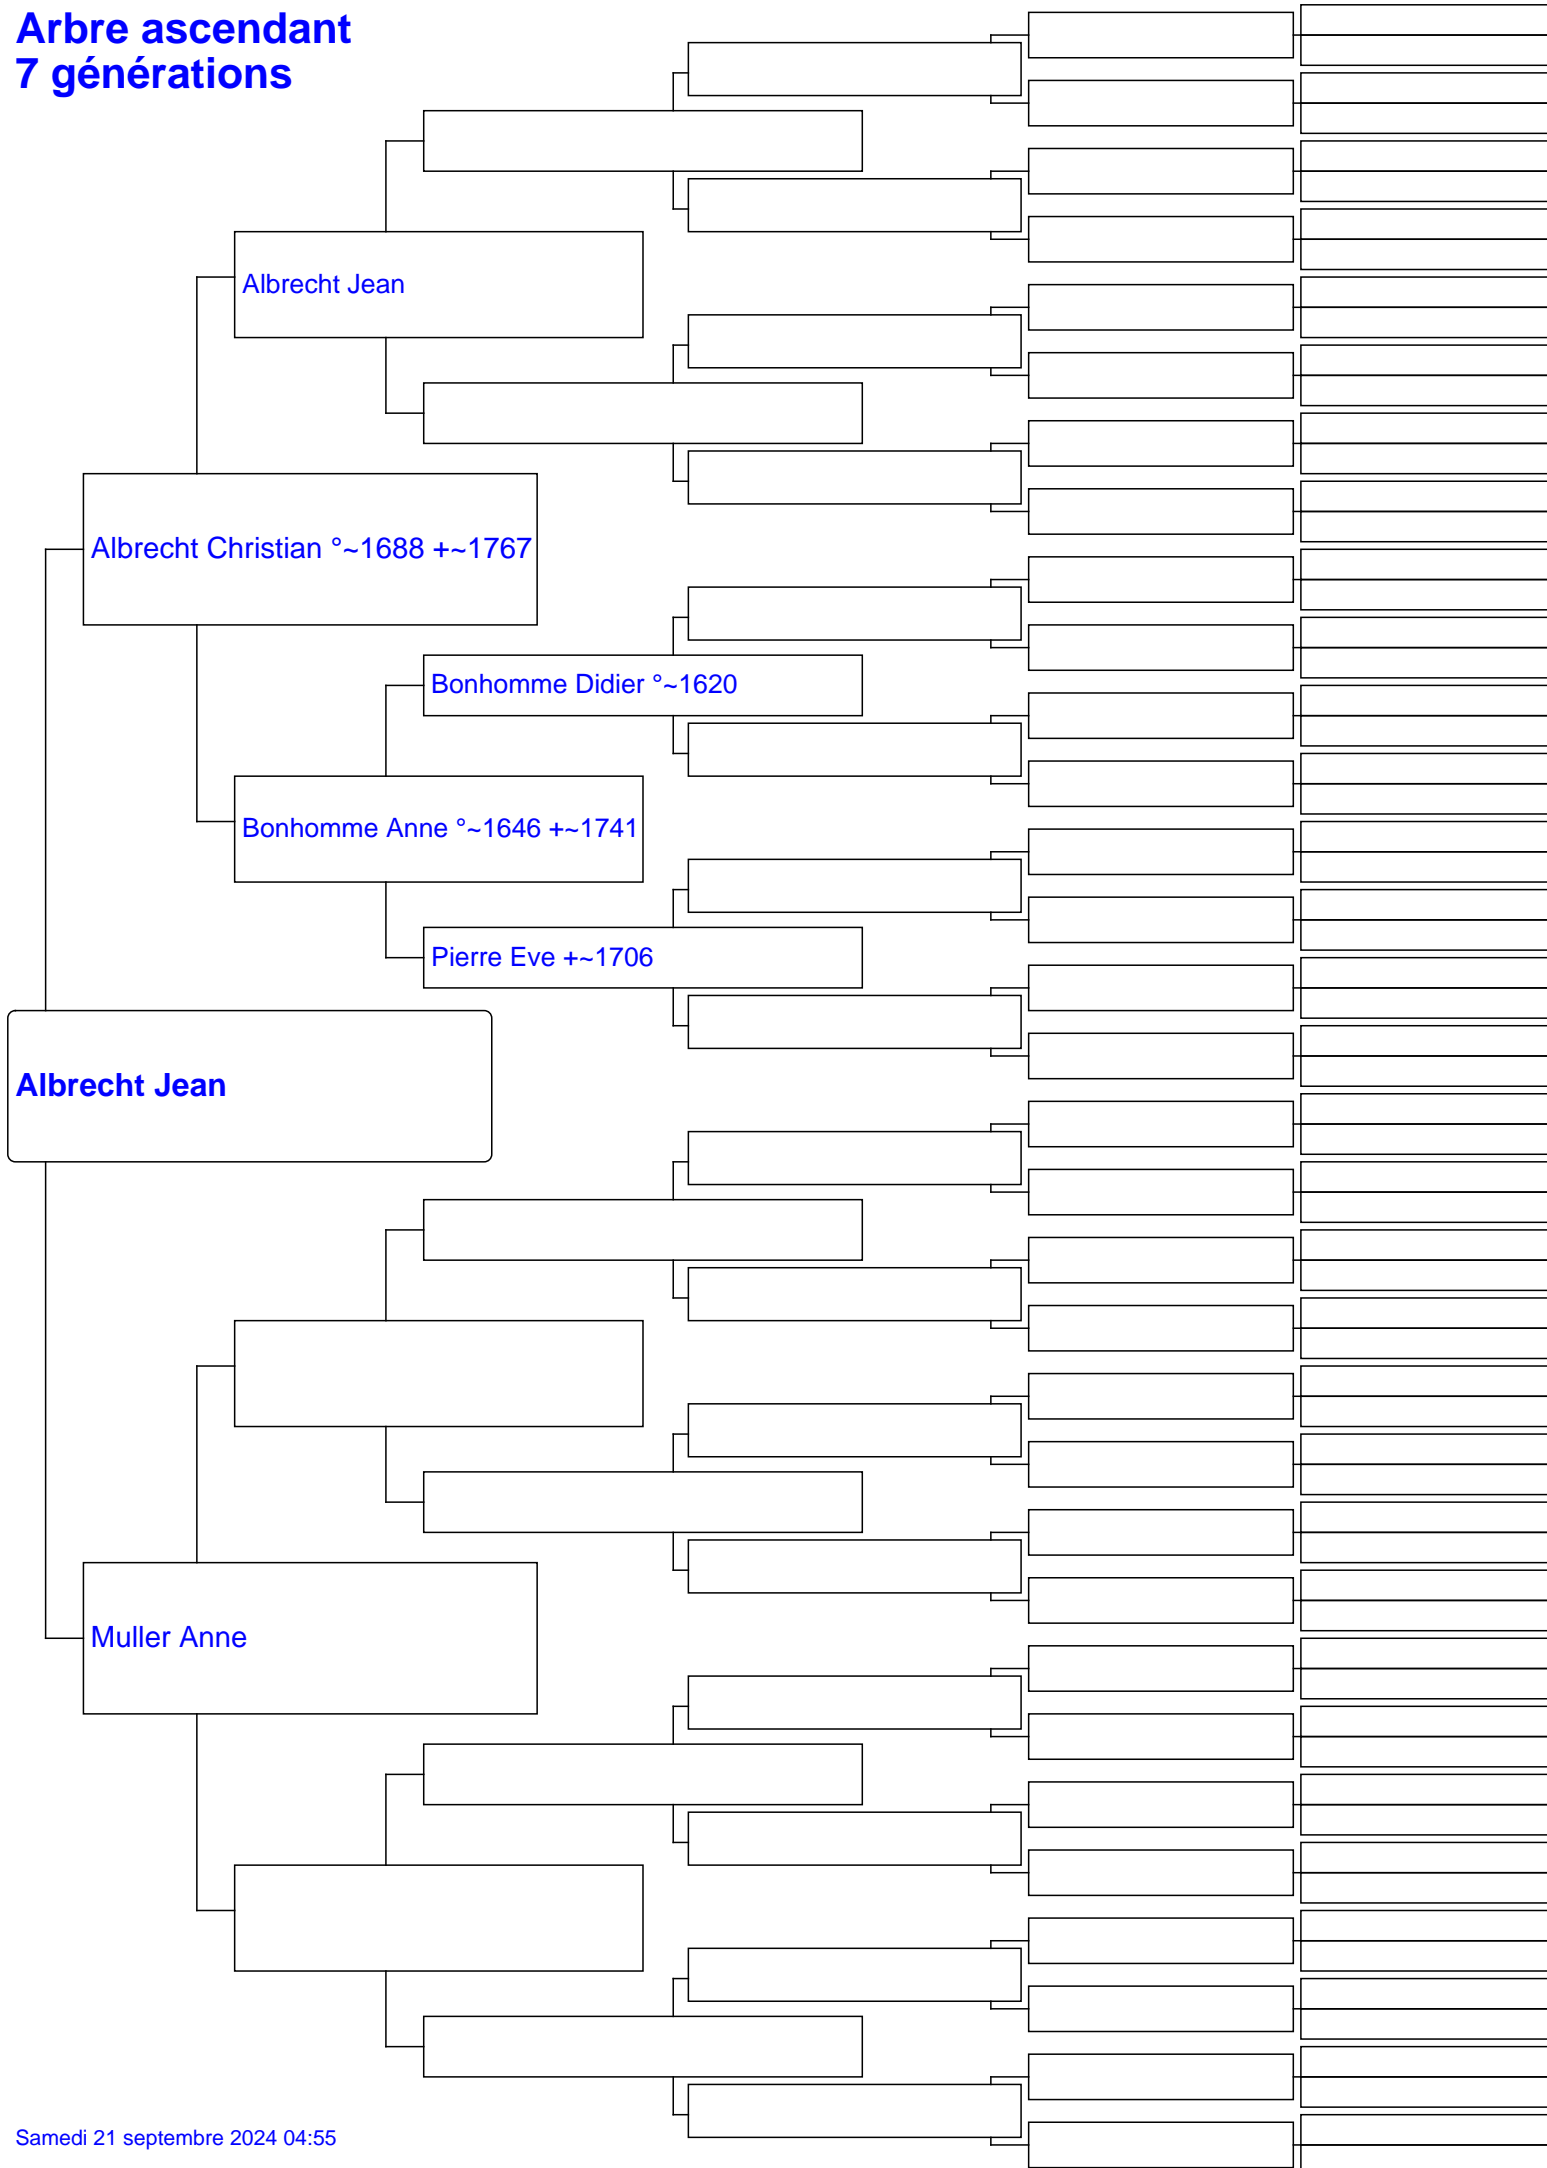 Arbre ascendant
7 générations
Albrecht Jean
Albrecht Christian °~1688 +~1767
Bonhomme Didier °~1620
Bonhomme Anne °~1646 +~1741
Pierre Eve +~1706
Albrecht Jean
Muller Anne
Samedi 21 septembre 2024 04:55